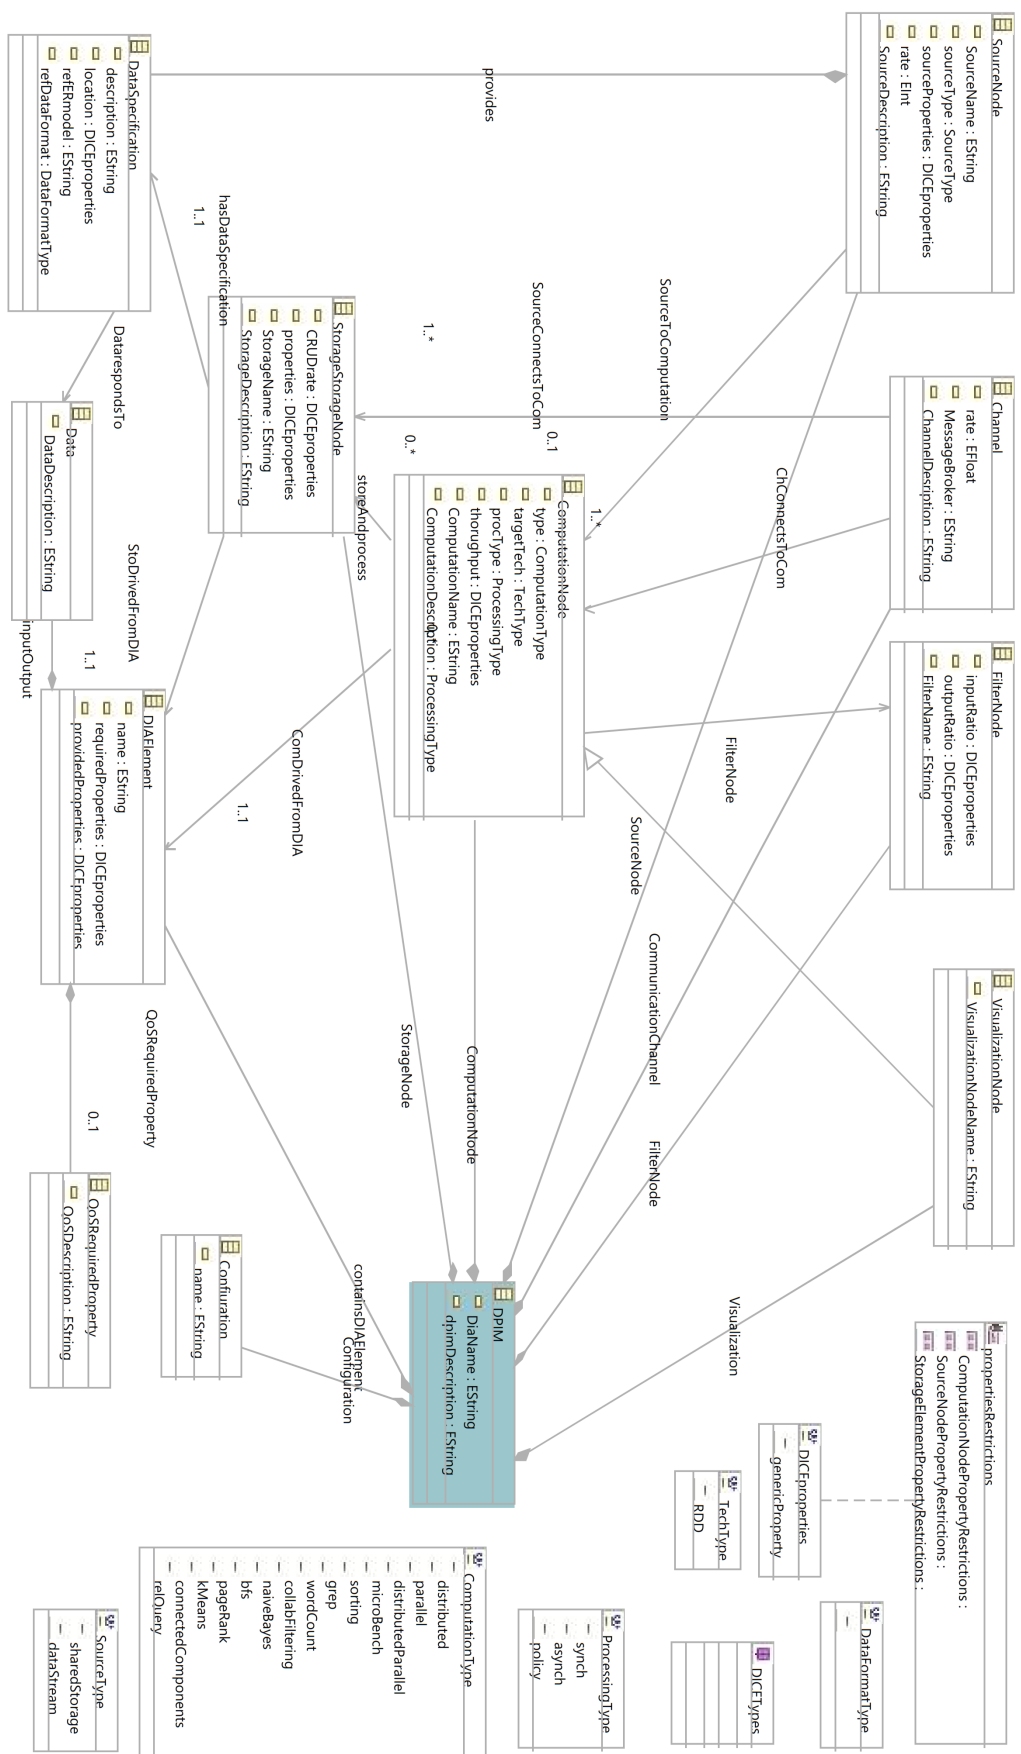 SourceNode
SourceName : EString
sourceType : SourceType
sourceProperties : DICEproperties
rate : EInt
SourceDescription : EString
Channel
rate : EFloat
MessageBroker : EString
ChannelDescription : EString
FilterNode
inputRatio : DICEproperties
outputRatio : DICEproperties
FilterName : EString
VisualizationNode
VisualizationNodeName : EString
propertiesRestrictions
ComputationNodePropertyRestrictions :
SourceNodePropertyRestrictions :
StorageElementPropertyRestrictions :
DICEproperties
genericProperty
DataFormatType
TechType
RDD
DICETypes
ChConnectsToCom
FilterNode
Visualization
SourceToComputation
SourceNode
CommunicationChannel
FilterNode
1..*
SourceConnectsToCom
0..1
ComputationNode
type : ComputationType
targetTech : TechType
procType : ProcessingType
thorughput : DICEproperties
ComputationName : EString
ComputationDescription : ProcessingType
0..*
ProcessingType
synch
asynch
policy
provides
1..*
0..*
ComputationNode
StorageNode
DPIM
DiaName : EString
dpimDescription : EString
ComputationType
distributed
parallel
distributedParallel
microBench
sorting
grep
wordCount
collabFiltering
naiveBayes
bfs
pageRank
kMeans
connectedComponents
relQuery
storeAndprocess
StorageStorageNode
CRUDrate : DICEproperties
properties : DICEproperties
StorageName : EString
StorageDescription : EString
containsDIAElement
Configuration
ComDrivedFromDIA
1..1
hasDataSpecification
1..1
Confiuration
name : EString
DataSpecification
description : EString
location : DICEproperties
refERmodel : EString
refDataFormat : DataFormatType
DatarespondsTo
StoDrivedFromDIA
1..1
DIAElement
name : EString
requiredProperties : DICEproperties
providedProperties : DICEproperties
QoSRequiredProperty
0..1
QoSRequiredProperty
QoSDescription : EString
Data
DataDescription : EString
inputOutput
SourceType
sharedStorage
dataStream